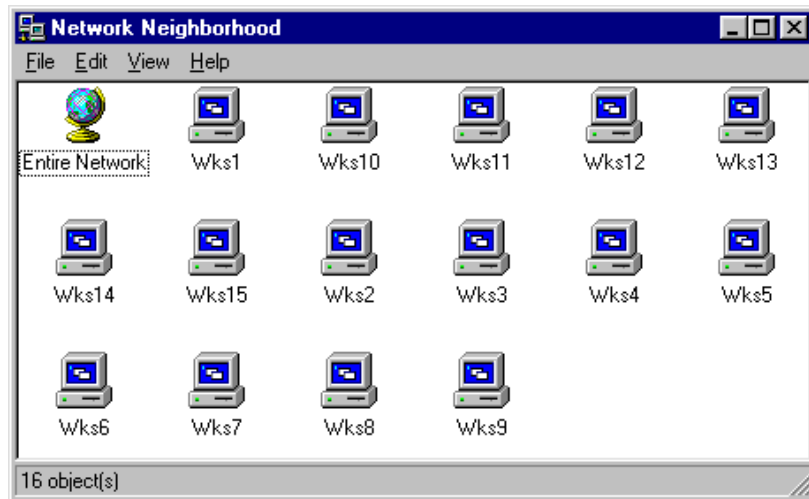 Network Neighborhood
File Edit View Help
Entire Network Wks1 Wks10 Wks11 Wks12 Wks13
Wks14 Wks15 Wks2 Wks3 Wks4 Wks5
Wks6 Wks7 Wks8 Wks9
16 object(s)